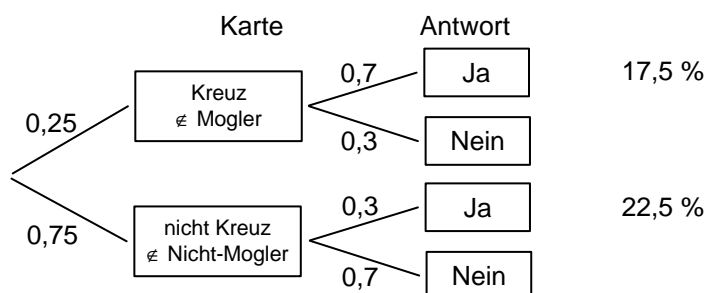 Karte Antwort
0,7 Ja 17,5 %
Kreuz
∉ Mogler
0,25
0,3 Nein
0,3 Ja 22,5 %
nicht Kreuz
∉ Nicht-Mogler
0,75
0,7 Nein